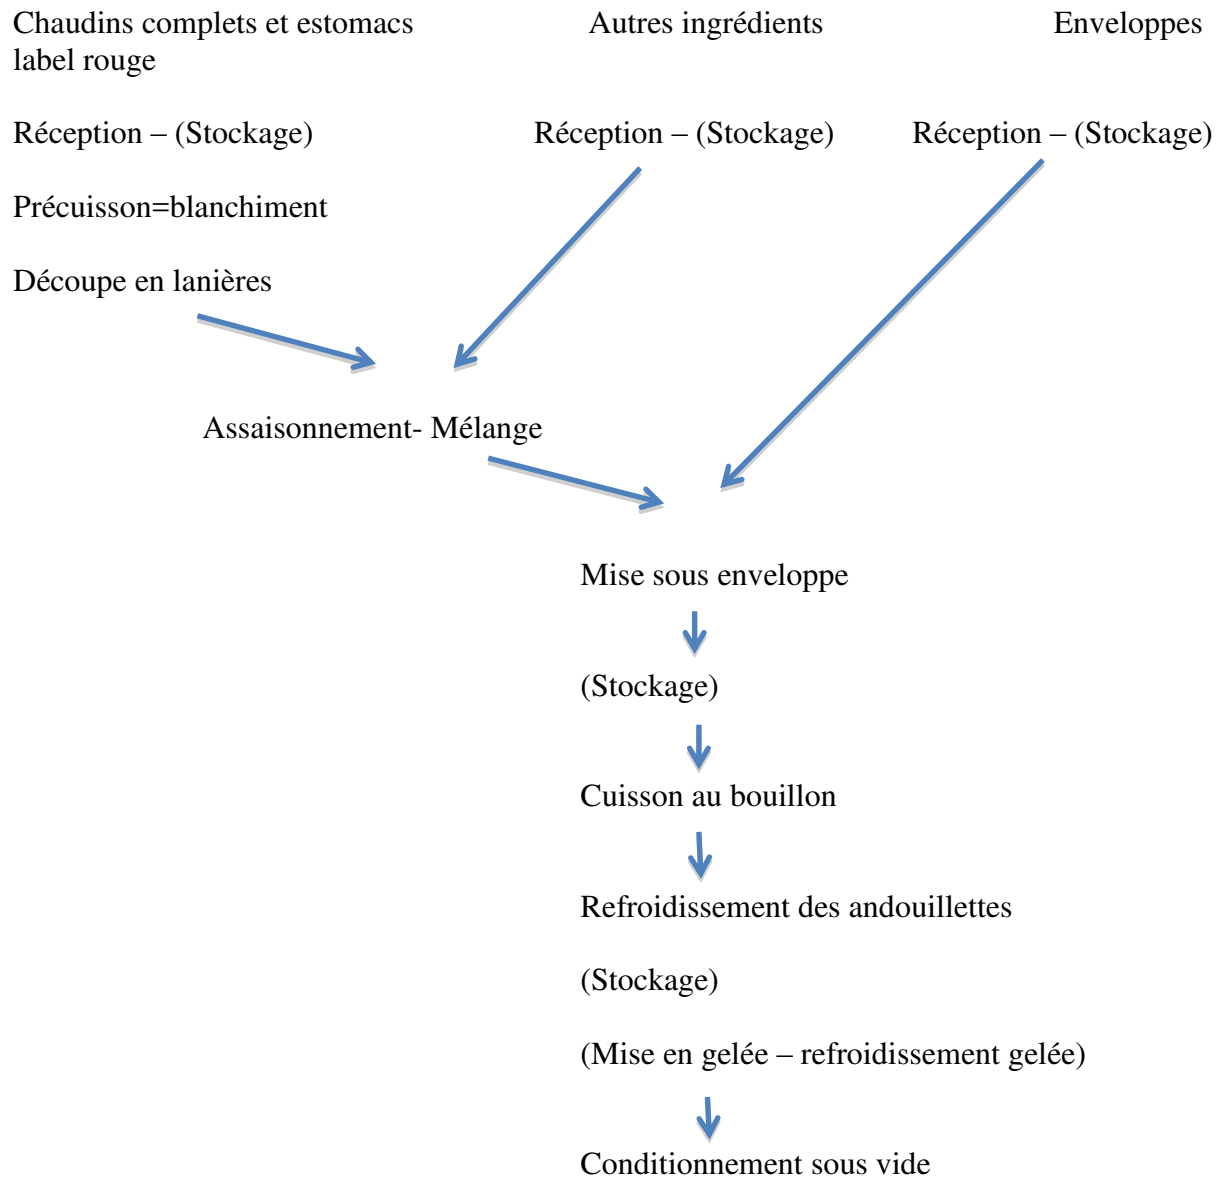 Chaudins complets et estomacs
label rouge
Autres ingrédients
Enveloppes
Réception – (Stockage)
Réception – (Stockage)
Réception – (Stockage)
Précuisson=blanchiment
Découpe en lanières
Assaisonnement- Mélange
Mise sous enveloppe
(Stockage)
Cuisson au bouillon
Refroidissement des andouillettes
(Stockage)
(Mise en gelée – refroidissement gelée)
Conditionnement sous vide